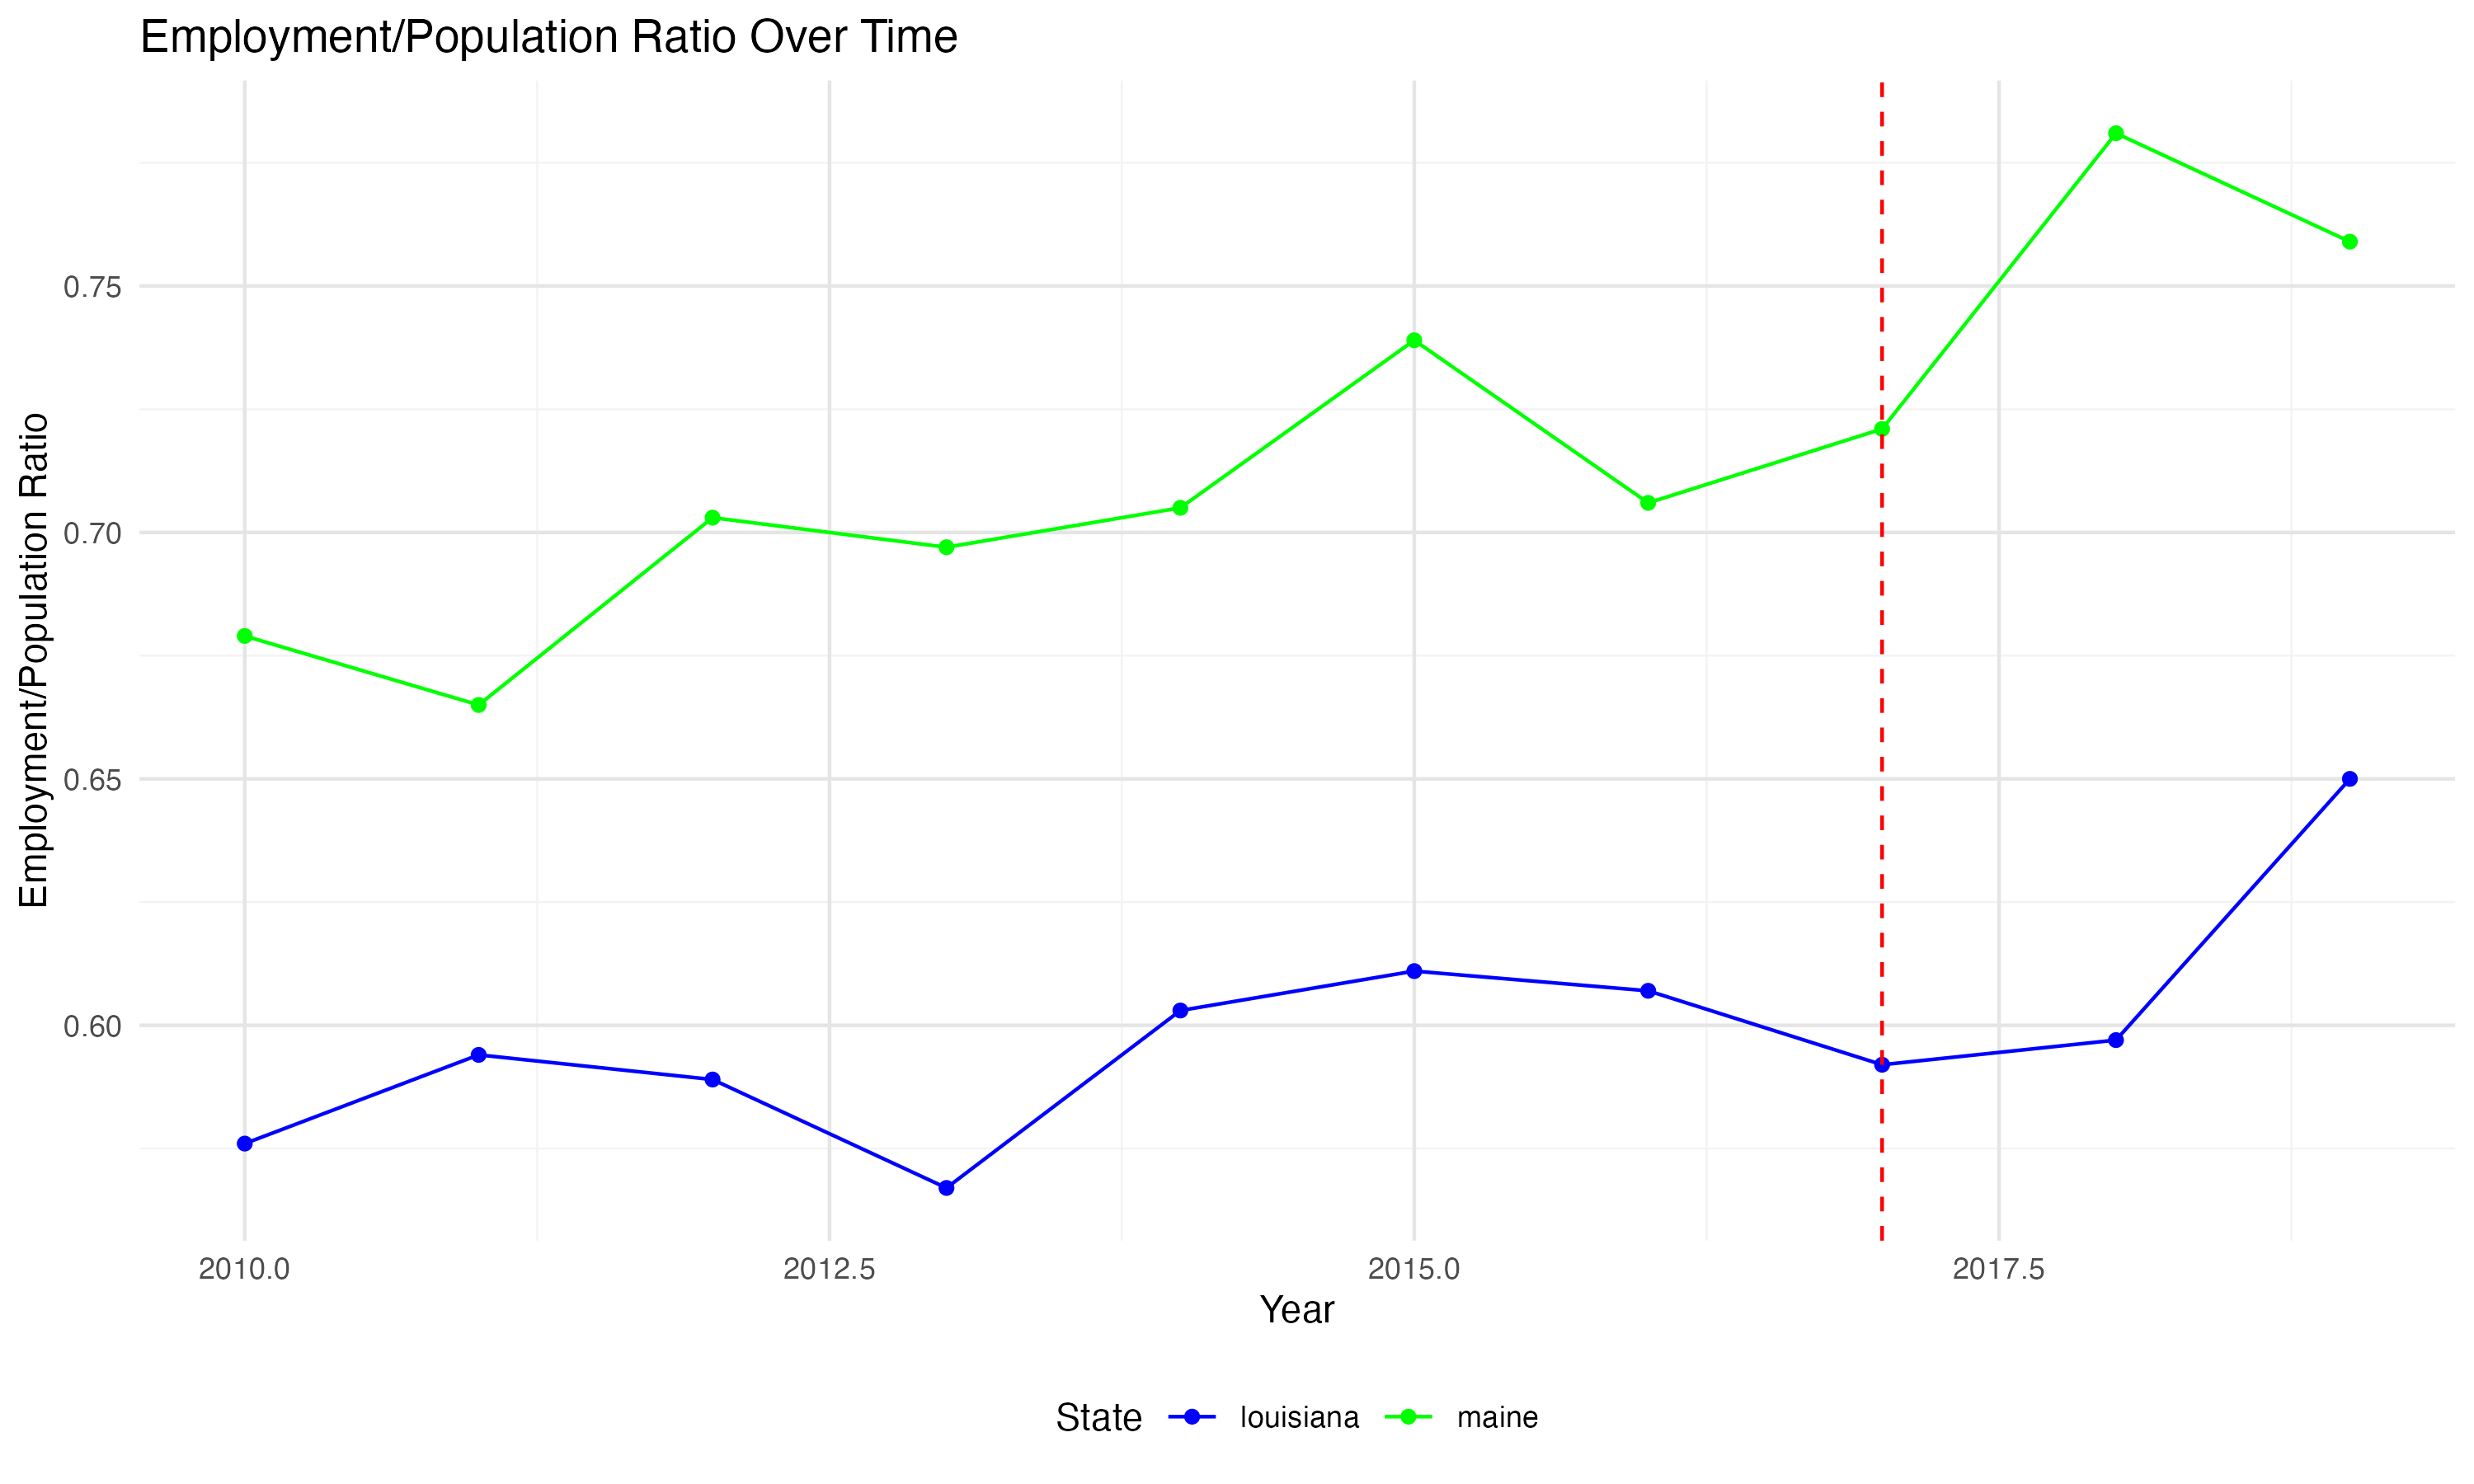 Employment/Population Ratio Over Time
Employment/Population Ratio
0.75
0.70
0.65
0.60
2010.0 2012.5 2015.0 2017.5
Year
State louisiana maine